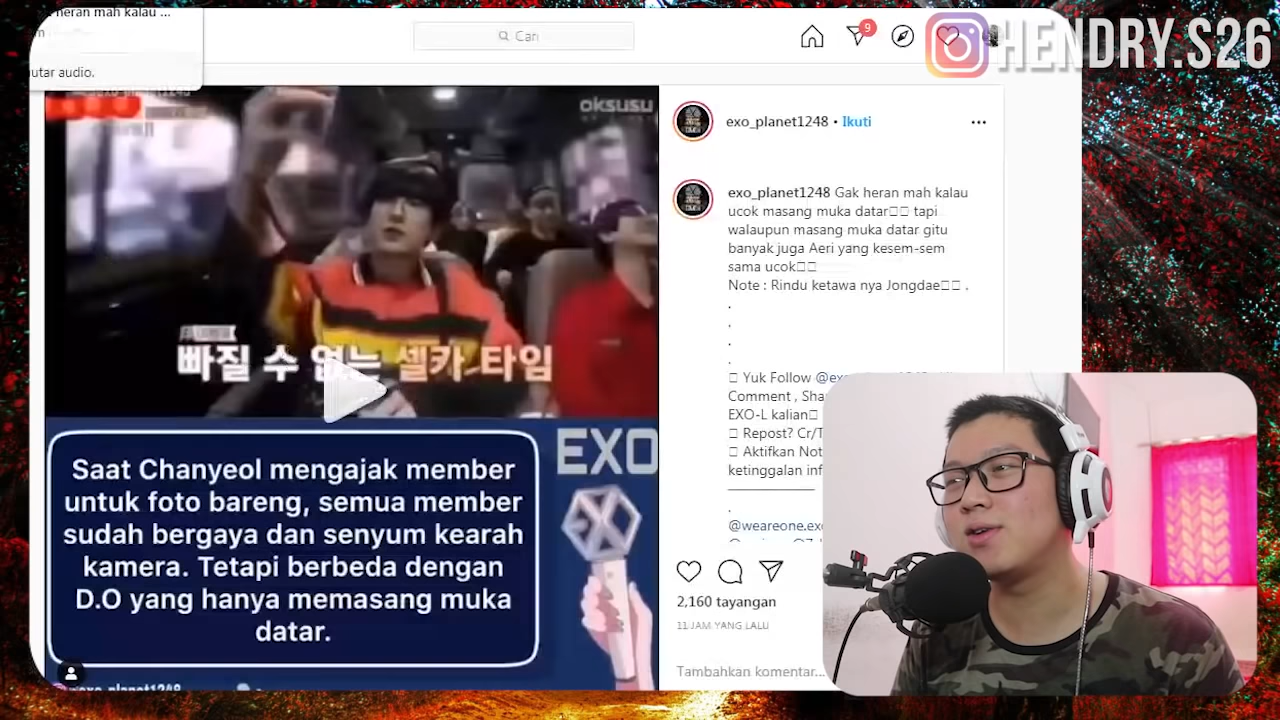 heran mah kalau ...
utar audio.
Cari
9
HENDRY.S26
oksusu
exo_planet1248 • Ikuti
exo_planet1248 Gak heran mah kalau
ucok masang muka datar tapi
walaupun masang muka datar gitu
banyak juga Aeri yang kesem-sem
sama ucok
Note : Rindu ketawa nya Jongdae .
.
.
.
.
Yuk Follow @exo
Comment , Sha
EXO-L kalian
Repost? Cr/T
Aktifkan Not
ketinggalan inf
.
@weareone.exo
빠질 수 없는 셀카 타임
EXO
Saat Chanyeol mengajak member
untuk foto bareng, semua member
sudah bergaya dan senyum kearah
kamera. Tetapi berbeda dengan
D.O yang hanya memasang muka
datar.
exo_planet1248
2,160 tayangan
11 JAM YANG LALU
Tambahkan komentar...